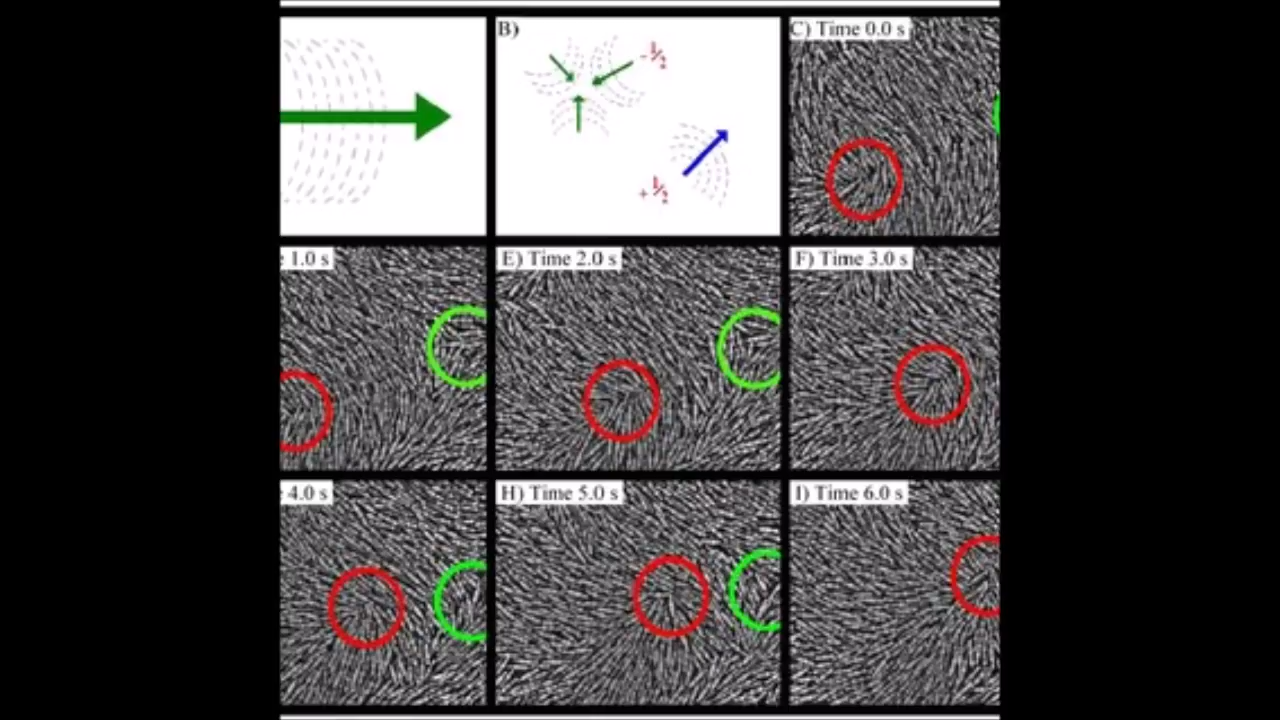 B)
- ½
+ ½
C) Time 0.0 s
: 1.0 s
E) Time 2.0 s
F) Time 3.0 s
: 4.0 s
H) Time 5.0 s
I) Time 6.0 s